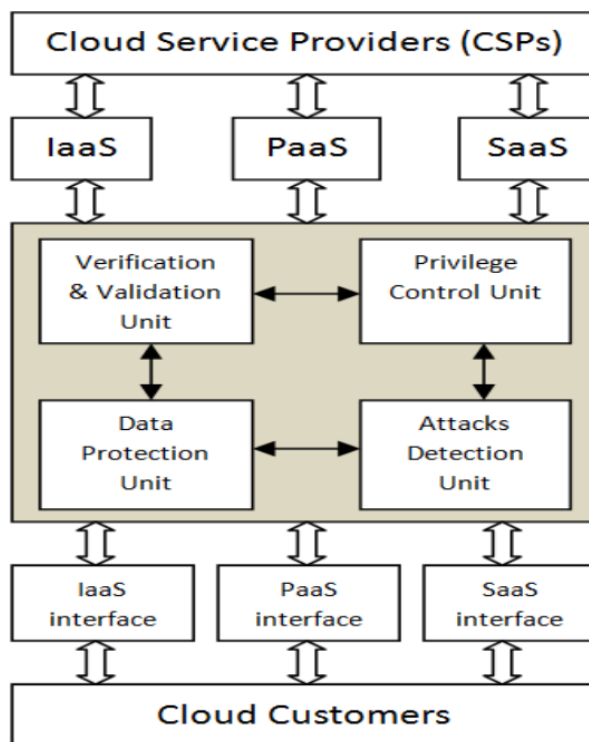 Cloud Service Providers (CSPs)
IaaS
PaaS
SaaS
Verification
& Validation
Unit
Privilege
Control Unit
Data
Protection
Unit
Attacks
Detection
Unit
IaaS
interface
PaaS
interface
SaaS
interface
Cloud Customers